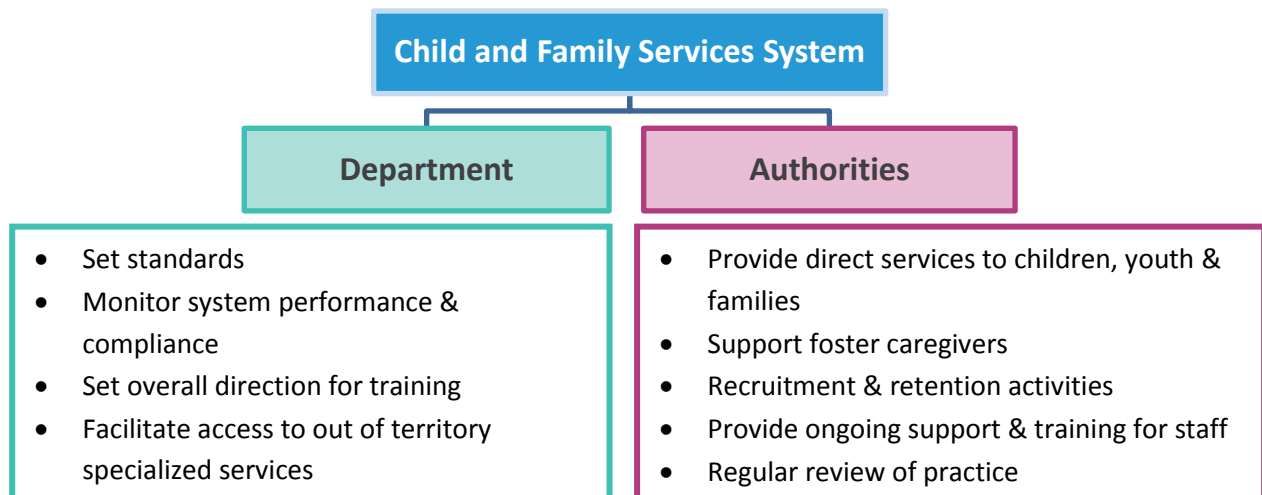 Child and Family Services System
Department
Authorities
• Set standards
• Monitor system performance &
compliance
• Set overall direction for training
• Facilitate access to out of territory
specialized services
• Provide direct services to children, youth &
families
• Support foster caregivers
• Recruitment & retention activities
• Provide ongoing support & training for staff
• Regular review of practice